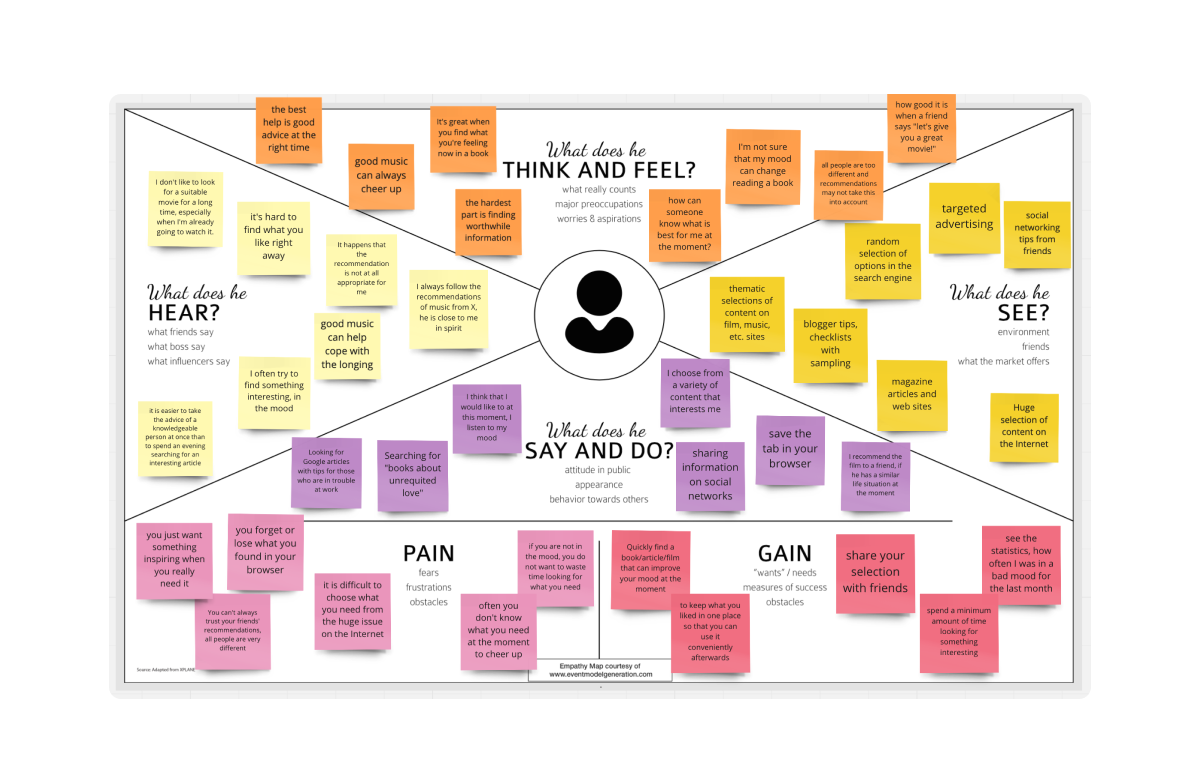 the best
help is good
advice at the
right time
good music
can always
cheer up
It's great when
you find what
you're feeling
now in a book
the hardest
part is finding
worthwhile
information
What does he
THINK AND FEEL?
what really counts
major preoccupations
worries & aspirations
how can
someone
know what is
best for me at
the moment?
I'm not sure
that my mood
can change
reading a book
all people are too
different and
recommendations
may not take this
into account
how good it is
when a friend
says "let's give
you a great
movie!"
I don't like to look
for a suitable
movie for a long
time, especially
when I'm already
going to watch it.
it's hard to
find what you
like right
away
It happens that
the
recommendation
is not at all
appropriate for
me
I always follow the
recommendations
of music from X,
he is close to me
in spirit
What does he
HEAR?
what friends say
what boss say
what influencers say
good music
can help
cope with
the longing
I often try to
find something
interesting, in
the mood
it is easier to take
the advice of a
knowledgeable
person at once than
to spend an evening
searching for an
interesting article
targeted
advertising
social
networking
tips from
friends
random
selection of
options in the
search engine
thematic
selections of
content on
film, music,
etc. sites
blogger tips,
checklists
with
sampling
What does he
SEE?
environment
friends
what the market offers
magazine
articles and
web sites
Huge
selection of
content on
the Internet
Looking for
Google articles
with tips for those
who are in trouble
at work
Searching for
"books about
unrequited
love"
I think that I
would like to at
this moment, I
listen to my
mood
What does he
SAY AND DO?
attitude in public
appearance
behavior towards others
I choose from
a variety of
content that
interests me
sharing
information
on social
networks
save the
tab in your
browser
I recommend the
film to a friend, if
he has a similar
life situation at
the moment
you just want
something
inspiring when
you really
need it
you forget or
lose what you
found in your
browser
You can't always
trust your friends'
recommendations,
all people are very
different
it is difficult to
choose what
you need from
the huge issue
on the Internet
PAIN
fears
frustrations
obstacles
if you are not in
the mood, you do
not want to waste
time looking for
what you need
often you
don't know
what you need
at the moment
to cheer up
Quickly find a
book/article/film
that can improve
your mood at the
moment
to keep what you
liked in one place
so that you can
use it
conveniently
afterwards
GAIN
"wants" / needs
measures of success
obstacles
share your
selection
with friends
see the
statistics, how
often I was in a
bad mood for
the last month
spend a minimum
amount of time
looking for
something
interesting
Source: Adapted from XPLANE
Empathy Map courtesy of
www.eventmodelgeneration.com